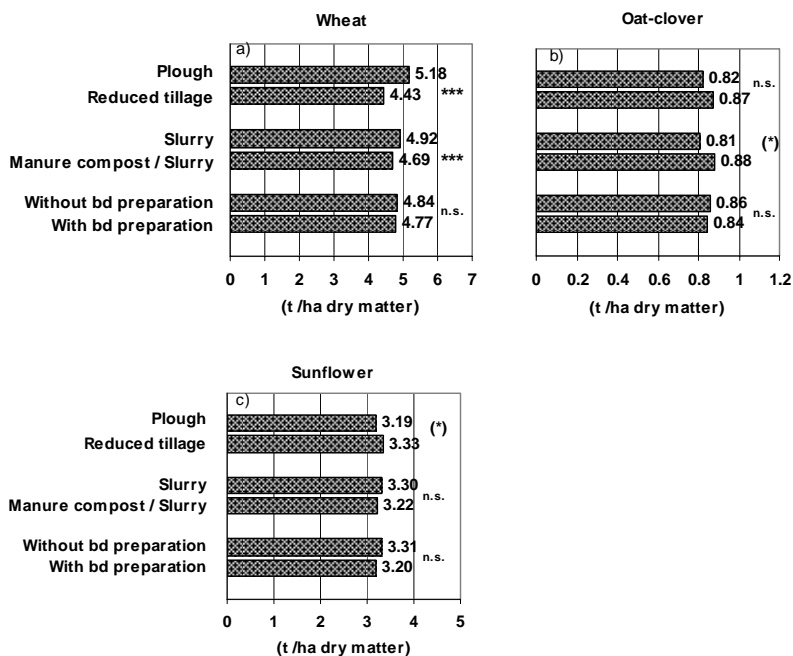 Wheat
a)
Plough 5.18
Reduced tillage 4.43 ***
Slurry 4.92
Manure compost / Slurry 4.69 ***
Without bd preparation 4.84
n.s.
With bd preparation 4.77
0 1 2 3 4 5 6 7
(t /ha dry matter)
Oat-clover
b)
0.82 n.s.
0.87
0.81 (*)
0.88
0.86
n.s.
0.84
0 0.2 0.4 0.6 0.8 1 1.2
(t /ha dry matter)
Sunflower
c)
Plough 3.19 (*)
Reduced tillage 3.33
Slurry 3.30
n.s.
Manure compost / Slurry 3.22
Without bd preparation 3.31
n.s.
With bd preparation 3.20
0 1 2 3 4 5
(t /ha dry matter)